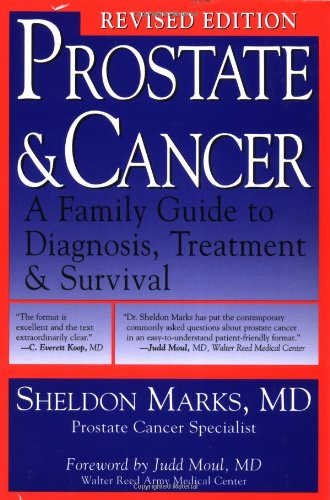 REVISED EDITION
PROSTATE
& CANCER
A Family Guide to
Diagnosis, Treatment
& Survival
"The format is
excellent and the text
extraordinarily clear."
—C. Everett Koop, MD
"Dr. Sheldon Marks has put the contemporary
commonly asked questions about prostate cancer
in an easy-to-understand patient-friendly format."
—Judd Moul, MD, Walter Reed Medical Center
SHELDON MARKS, MD
Prostate Cancer Specialist
Foreword by Judd Moul, MD
Walter Reed Army Medical Center